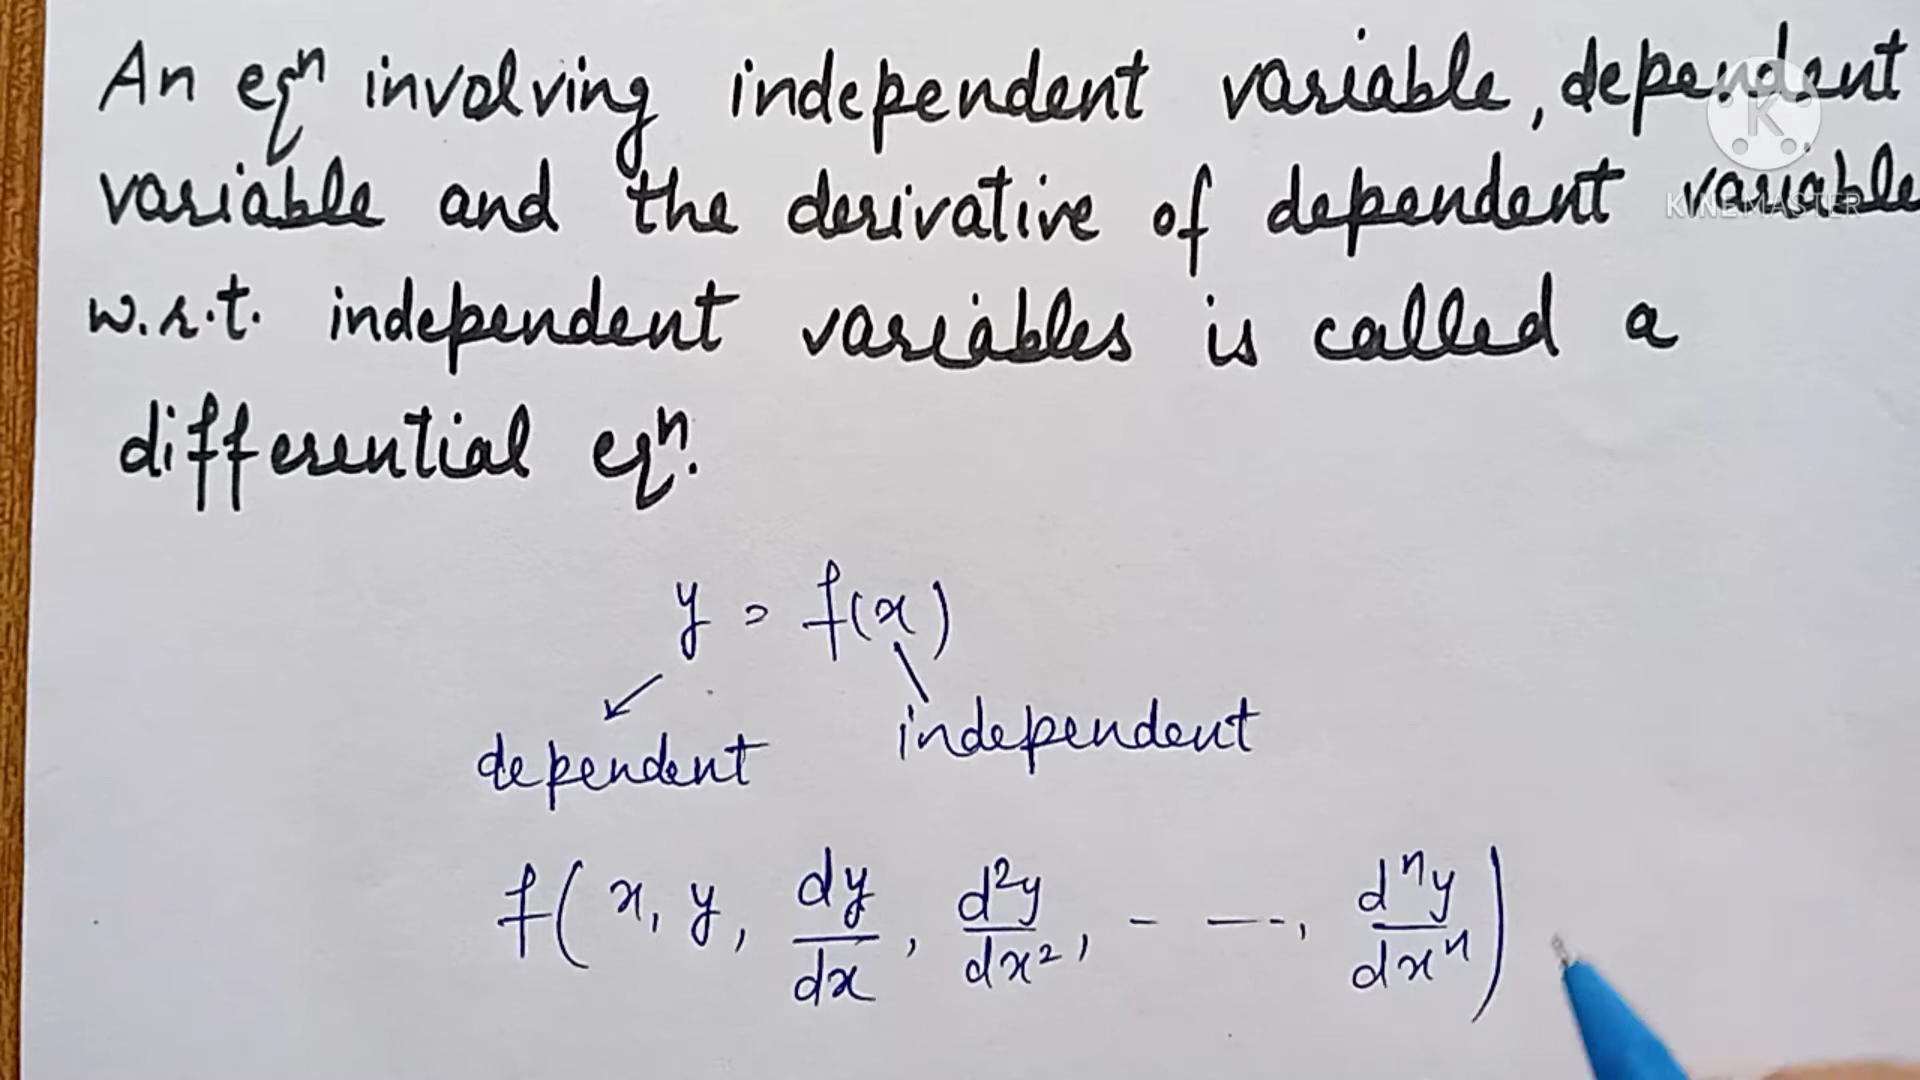 An eqⁿ involving independent variable, dependent
variable and the derivative of dependent variable
w.r.t. independent variables is called a
differential eqⁿ.
y = f(x)
dependent
independent
f(x, y, dy/dx, d²y/dx², - - --, dⁿy/dxⁿ)
K
KINEMASTER